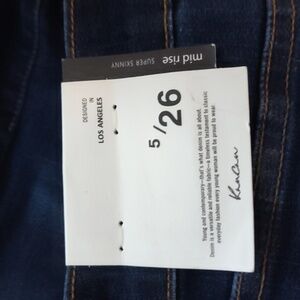 mid rise
SUPER SKINNY
DESIGNED
IN
LOS ANGELES
5/26
Young and contemporary—that's what denim is all about.
Denim is a versatile and reliable fabric—a timeless testament to classic
everyday fashion every young woman will be proud to wear.
KanCan